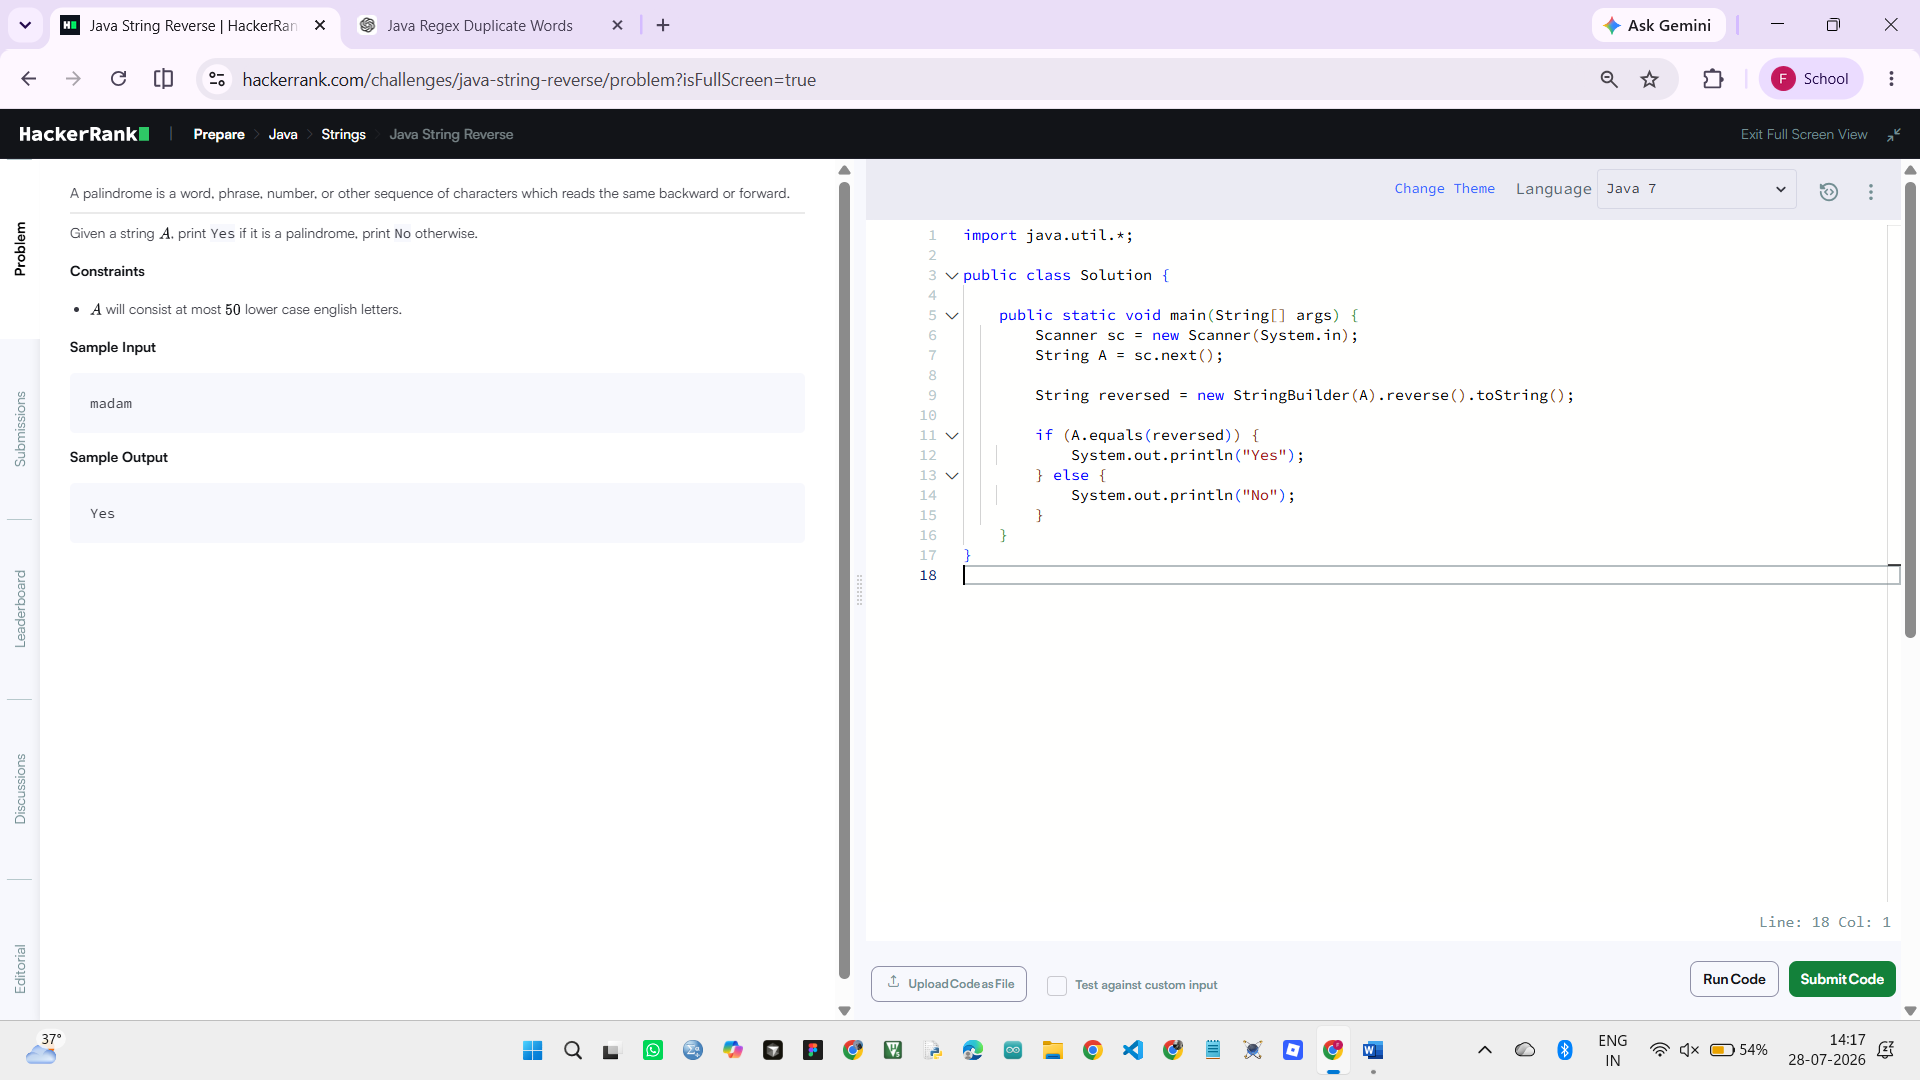 Java String Reverse | HackerRan
Java Regex Duplicate Words
Ask Gemini
hackerrank.com/challenges/java-string-reverse/problem?isFullScreen=true
F
School
HackerRank
Prepare
Java
Strings
Java String Reverse
Exit Full Screen View
Problem
Submissions
Leaderboard
Discussions
Editorial
A palindrome is a word, phrase, number, or other sequence of characters which reads the same backward or forward.
Given a string A, print Yes if it is a palindrome, print No otherwise.
Constraints
• A will consist at most 50 lower case english letters.
Sample Input
madam
Sample Output
Yes
Change Theme
Language
Java 7
1 import java.util.*;
2
3 public class Solution {
4
5 public static void main(String[] args) {
6 Scanner sc = new Scanner(System.in);
7 String A = sc.next();
8
9 String reversed = new StringBuilder(A).reverse().toString();
10
11 if (A.equals(reversed)) {
12 System.out.println("Yes");
13 } else {
14 System.out.println("No");
15 }
16 }
17 }
18
Line: 18 Col: 1
Upload Code as File
Test against custom input
Run Code
Submit Code
37°
ENG
IN
54%
14:17
28-07-2026